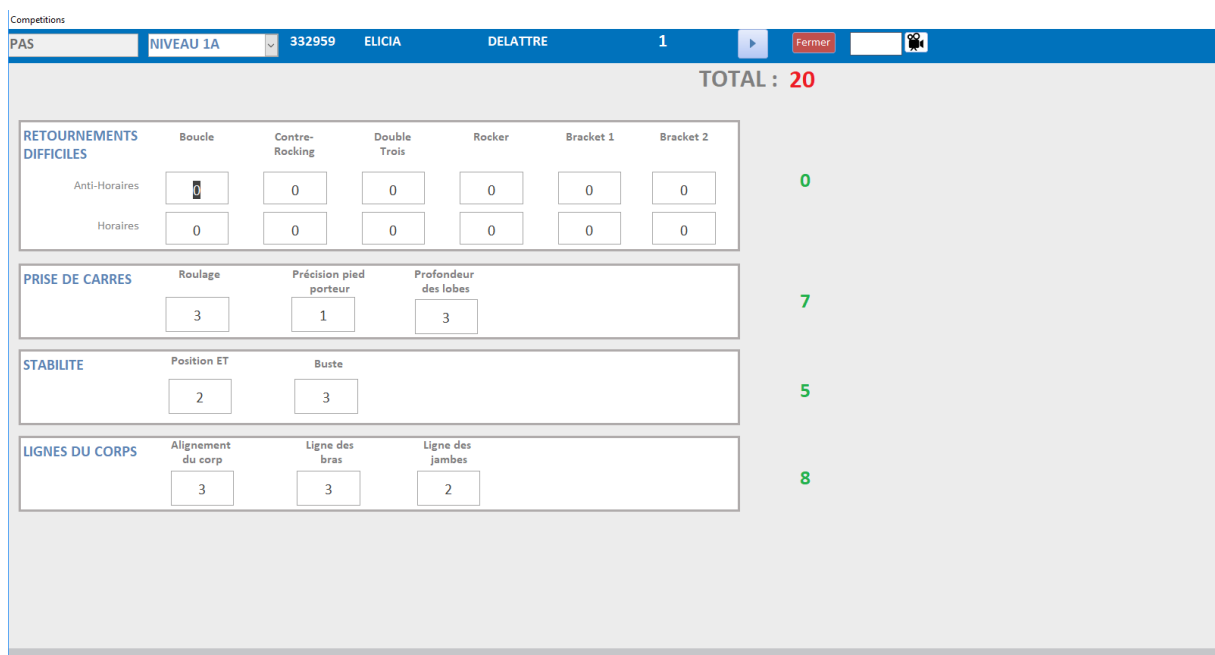 Competitions
PAS NIVEAU 1A 332959 ELICIA DELATTRE 1 Fermer
TOTAL : 20
RETOURNEMENTS DIFFICILES
Boucle Contre-Rocking Double Trois Rocker Bracket 1 Bracket 2
Anti-Horaires 0 0 0 0 0 0
0
Horaires 0 0 0 0 0 0
PRISE DE CARRES
Roulage Précision pied porteur Profondeur des lobes
3 1 3
7
STABILITE
Position ET Buste
2 3
5
LIGNES DU CORPS
Alignement du corp Ligne des bras Ligne des jambes
3 3 2
8